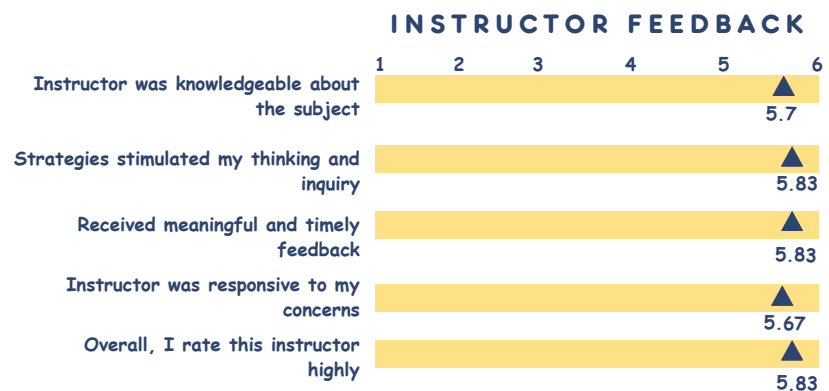 INSTRUCTOR FEEDBACK
1 2 3 4 5 6
Instructor was knowledgeable about
the subject
5.7
Strategies stimulated my thinking and
inquiry
5.83
Received meaningful and timely
feedback
5.83
Instructor was responsive to my
concerns
5.67
Overall, I rate this instructor
highly
5.83